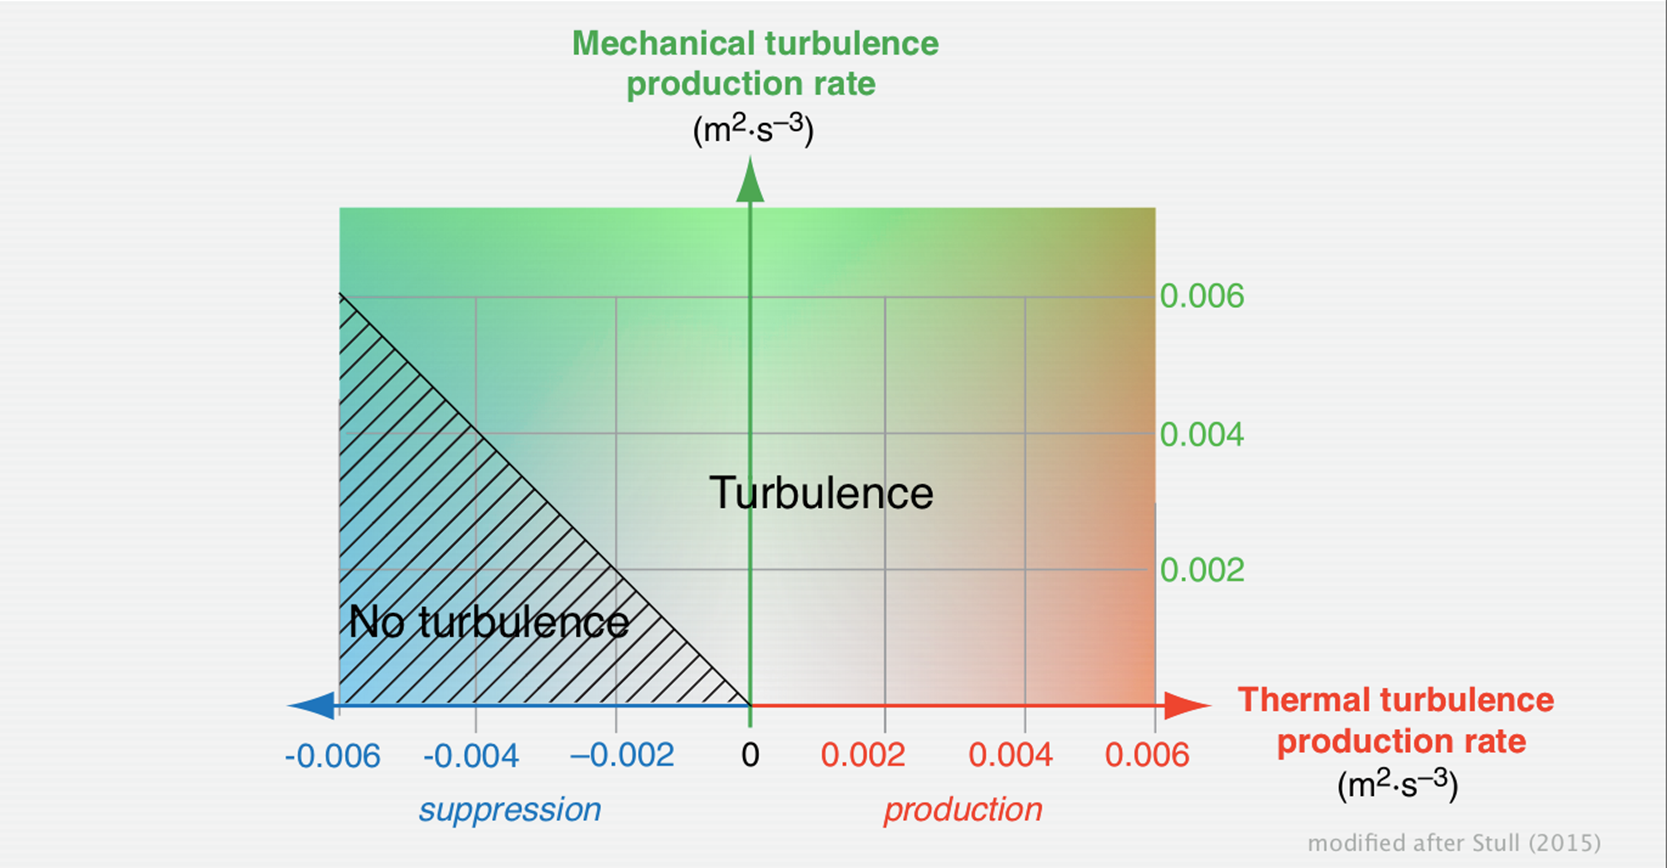 Mechanical turbulence
production rate
(m²·s⁻³)
0.006
0.004
Turbulence
0.002
No turbulence
Thermal turbulence
production rate
(m²·s⁻³)
-0.006 -0.004 –0.002 0 0.002 0.004 0.006
suppression production
modified after Stull (2015)